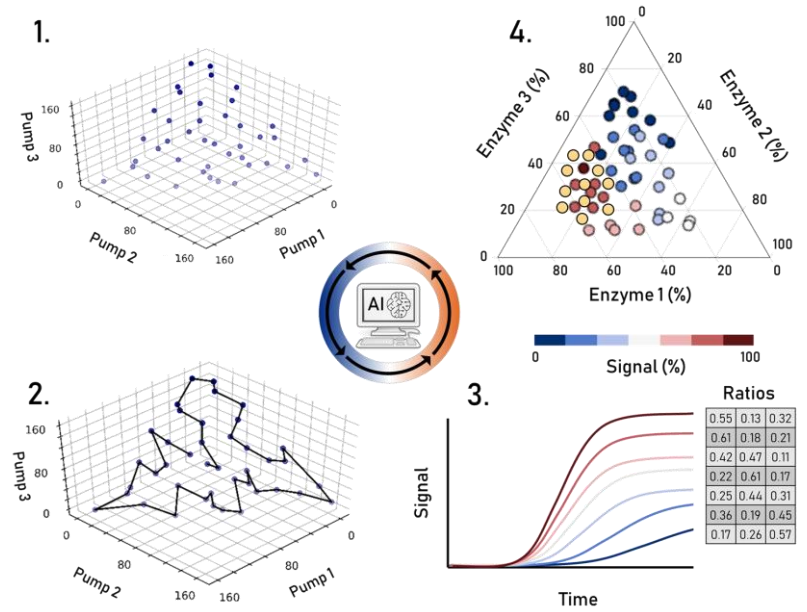 1.
160
80
0
Pump 3
0
80
160
Pump 2
0
80
160
Pump 1
4.
100
0
80
20
60
40
40
60
20
80
0
100
100
80
60
40
20
0
Enzyme 3 (%)
Enzyme 2 (%)
Enzyme 1 (%)
0
100
Signal (%)
AI
2.
160
80
0
Pump 3
0
80
160
Pump 2
0
80
160
Pump 1
3.
Signal
Time
Ratios
0.55 0.13 0.32
0.61 0.18 0.21
0.42 0.47 0.11
0.22 0.61 0.17
0.25 0.44 0.31
0.36 0.19 0.45
0.17 0.26 0.57